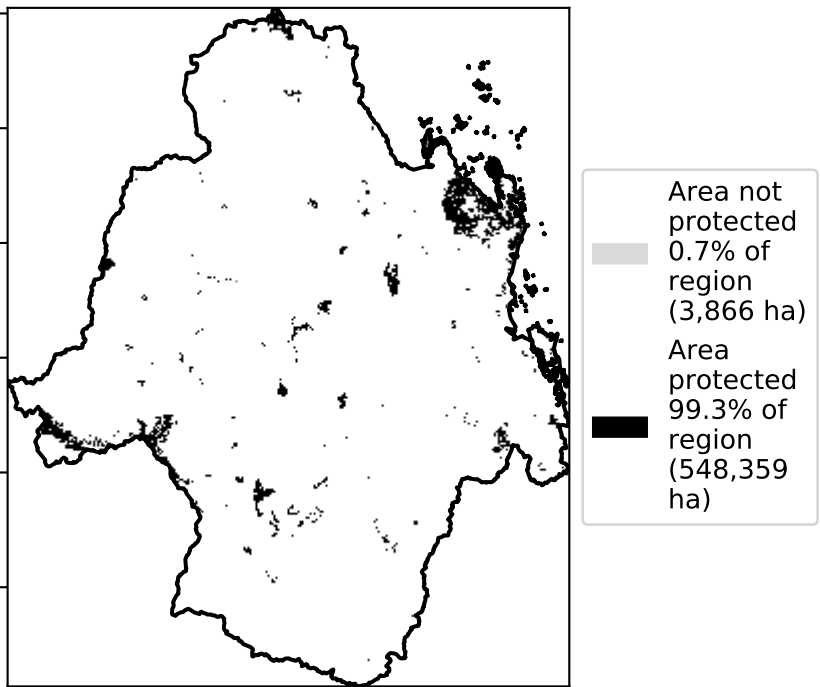 Area not
protected
0.7% of
region
(3,866 ha)
Area
protected
99.3% of
region
(548,359
ha)